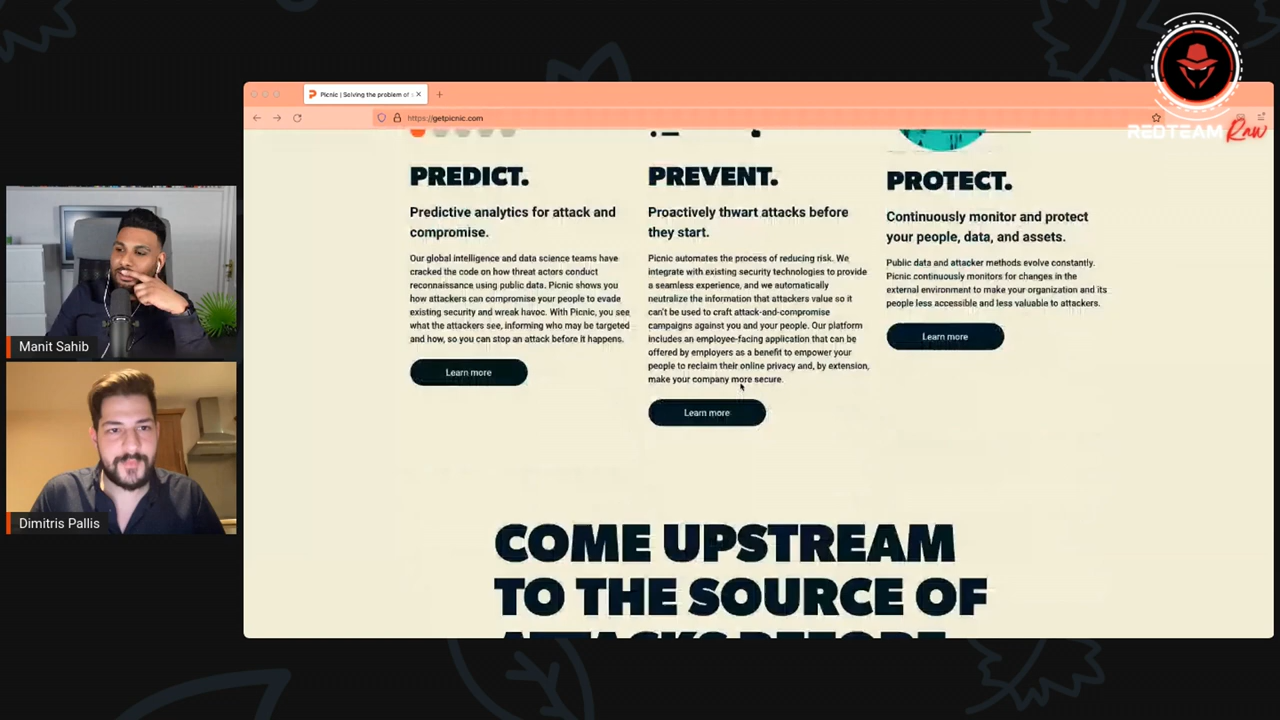 REDTEAM Raw
Picnic | Solving the problem of s
https://getpicnic.com
PREDICT.
Predictive analytics for attack and
compromise.
Our global intelligence and data science teams have
cracked the code on how threat actors conduct
reconnaissance using public data. Picnic shows you
how attackers can compromise your people to evade
existing security and wreak havoc. With Picnic, you see
what the attackers see, informing who may be targeted
and how, so you can stop an attack before it happens.
Learn more
PREVENT.
Proactively thwart attacks before
they start.
Picnic automates the process of reducing risk. We
integrate with existing security technologies to provide
a seamless experience, and we automatically
neutralize the information that attackers value so it
can't be used to craft attack-and-compromise
campaigns against you and your people. Our platform
includes an employee-facing application that can be
offered by employers as a benefit to empower your
people to reclaim their online privacy and, by extension,
make your company more secure.
Learn more
PROTECT.
Continuously monitor and protect
your people, data, and assets.
Public data and attacker methods evolve constantly.
Picnic continuously monitors for changes in the
external environment to make your organization and its
people less accessible and less valuable to attackers.
Learn more
COME UPSTREAM
TO THE SOURCE OF
ATTACKS BEFORE
Manit Sahib
Dimitris Pallis